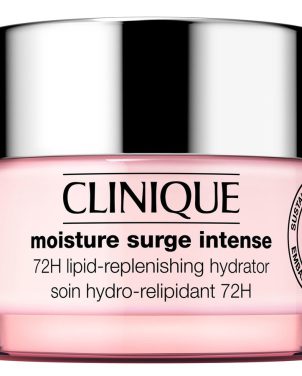 CLINIQUE
moisture surge intense
72H lipid-replenishing hydrator
soin hydro-relipidant 72H